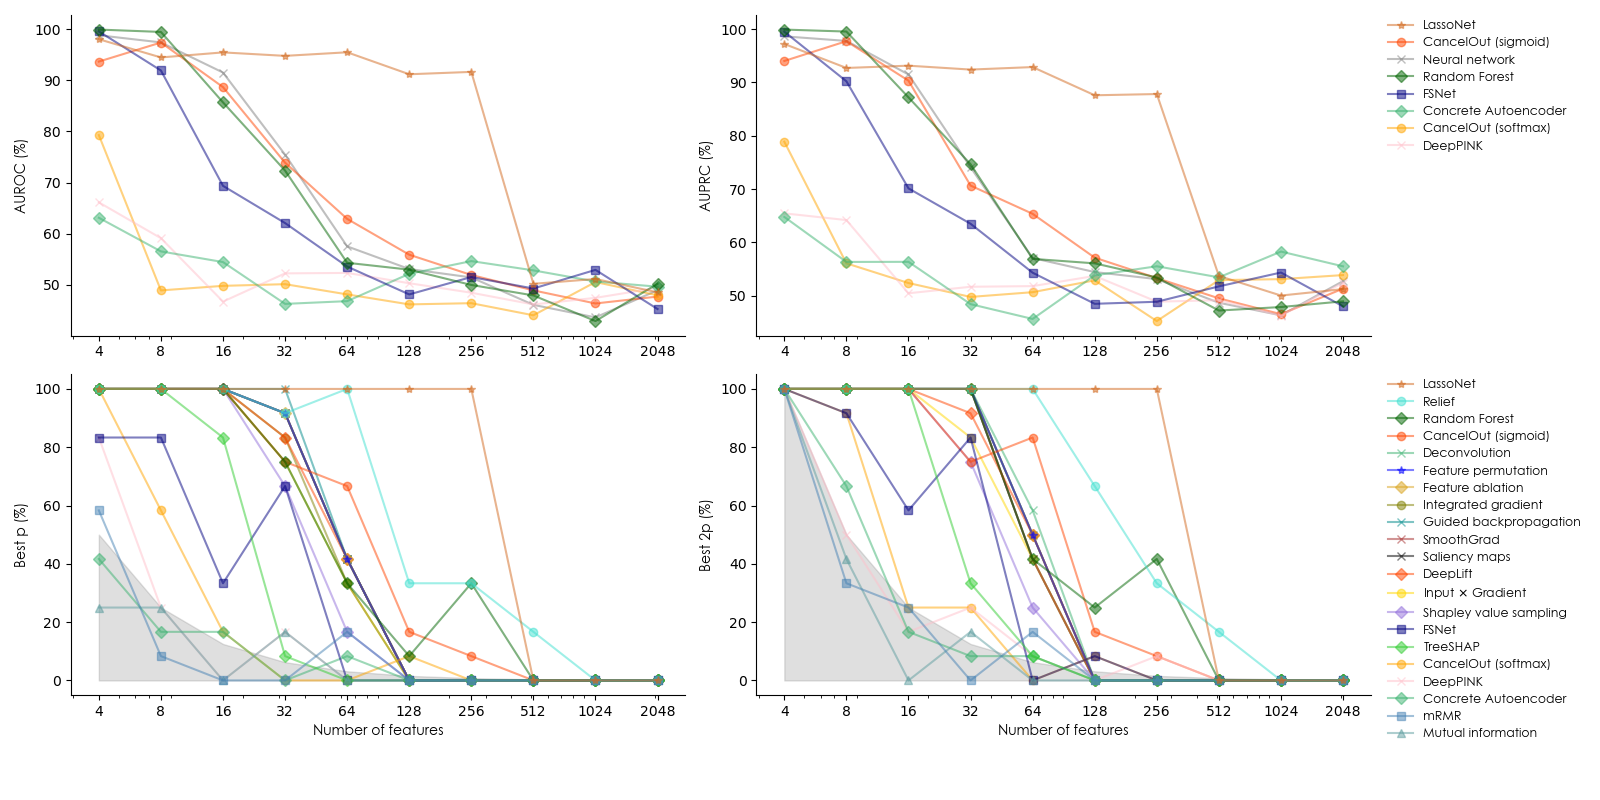 AUROC (%)
100
90
80
70
60
50
4 8 16 32 64 128 256 512 1024 2048
AUPRC (%)
100
90
80
70
60
50
4 8 16 32 64 128 256 512 1024 2048
LassoNet
CancelOut (sigmoid)
Neural network
Random Forest
FSNet
Concrete Autoencoder
CancelOut (softmax)
DeepPINK
Best p (%)
100
80
60
40
20
0
4 8 16 32 64 128 256 512 1024 2048
Number of features
Best 2p (%)
100
80
60
40
20
0
4 8 16 32 64 128 256 512 1024 2048
Number of features
LassoNet
Relief
Random Forest
CancelOut (sigmoid)
Deconvolution
Feature permutation
Feature ablation
Integrated gradient
Guided backpropagation
SmoothGrad
Saliency maps
DeepLift
Input × Gradient
Shapley value sampling
FSNet
TreeSHAP
CancelOut (softmax)
DeepPINK
Concrete Autoencoder
mRMR
Mutual information